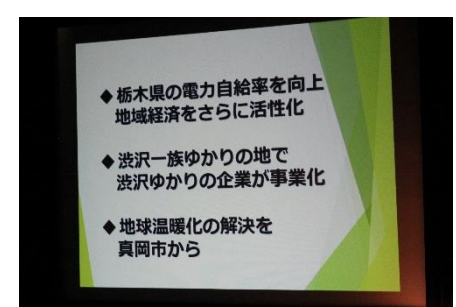 ◆栃木県の電力自給率を向上
地域経済をさらに活性化
◆渋沢一族ゆかりの地で
渋沢ゆかりの企業が事業化
◆地球温暖化の解決を
真岡市から